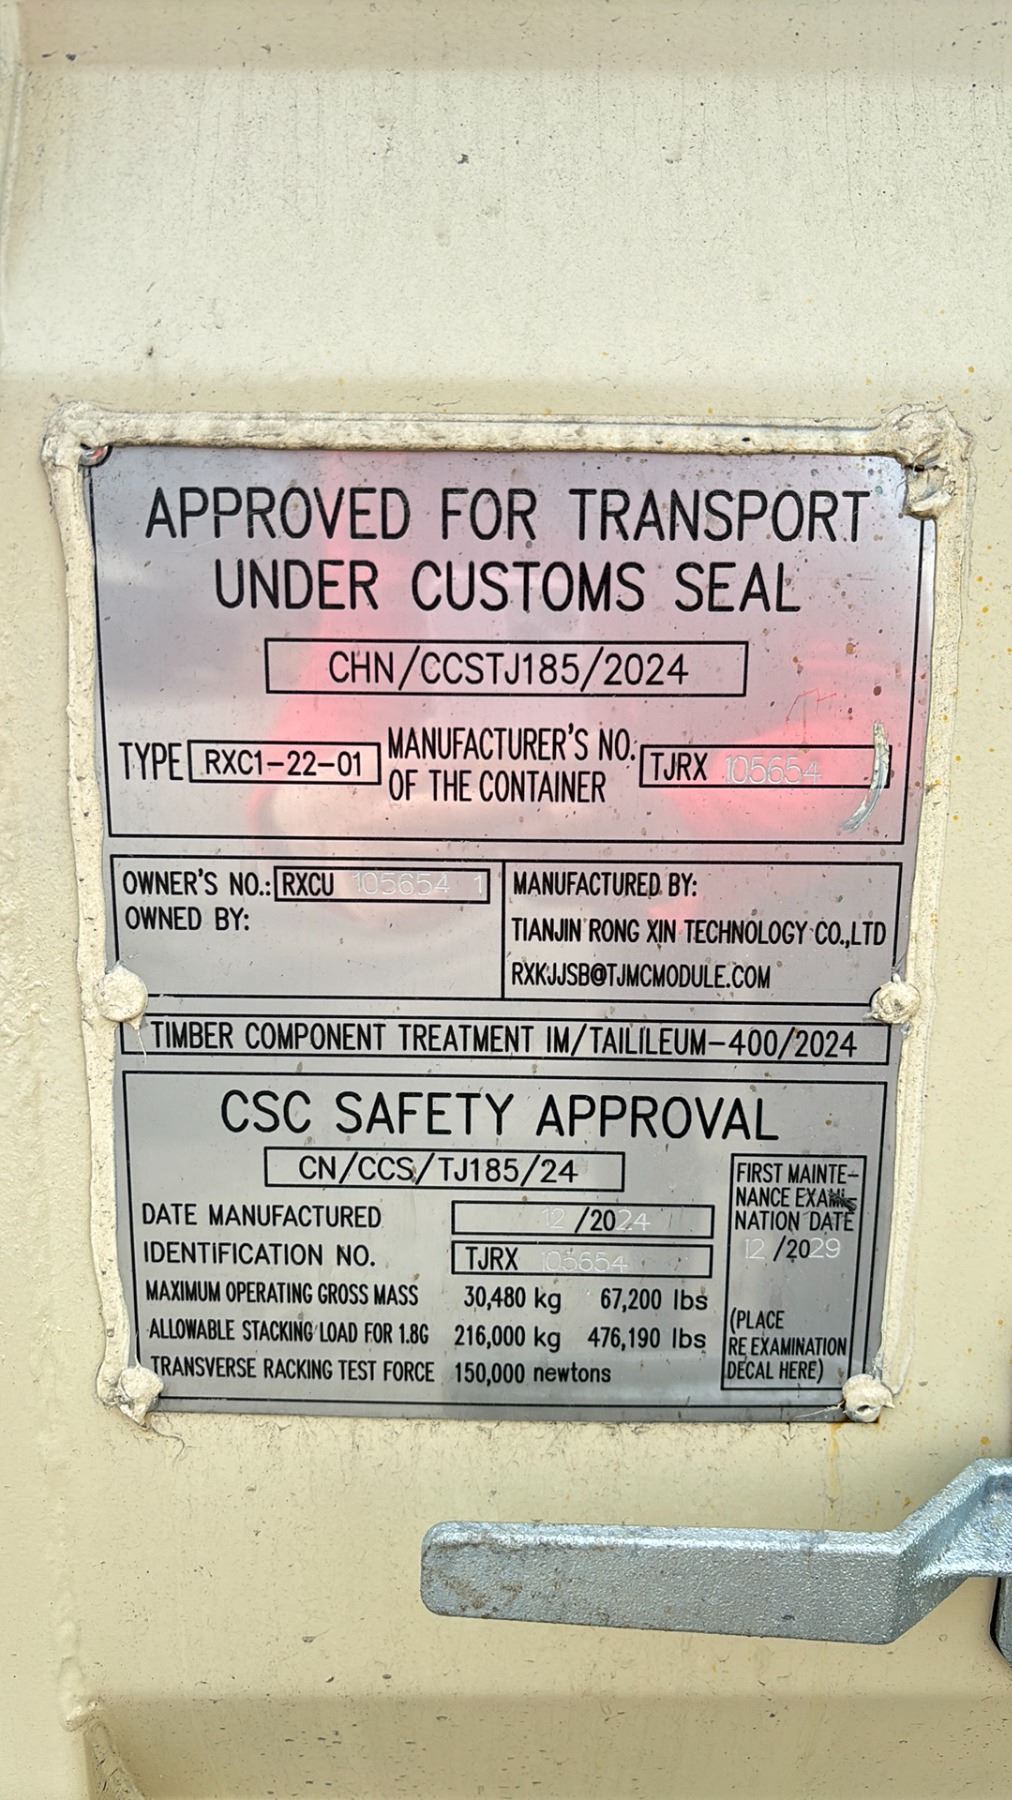 APPROVED FOR TRANSPORT
UNDER CUSTOMS SEAL
CHN/CCSTJ185/2024
TYPE RXC1-22-01 MANUFACTURER'S NO. OF THE CONTAINER TJRX 105654
OWNER'S NO.: RXCU 105654 1
OWNED BY:
MANUFACTURED BY:
TIANJIN RONG XIN TECHNOLOGY CO.,LTD
RXKJJSB@TJMCMODULE.COM
TIMBER COMPONENT TREATMENT IM/TAILILEUM-400/2024
CSC SAFETY APPROVAL
CN/CCS/TJ185/24
DATE MANUFACTURED 12 /2024
IDENTIFICATION NO. TJRX 105654
MAXIMUM OPERATING GROSS MASS 30,480 kg 67,200 lbs
ALLOWABLE STACKING LOAD FOR 1.8G 216,000 kg 476,190 lbs
TRANSVERSE RACKING TEST FORCE 150,000 newtons
FIRST MAINTE-
NANCE EXAMI-
NATION DATE
12 /2029
(PLACE
RE EXAMINATION
DECAL HERE)